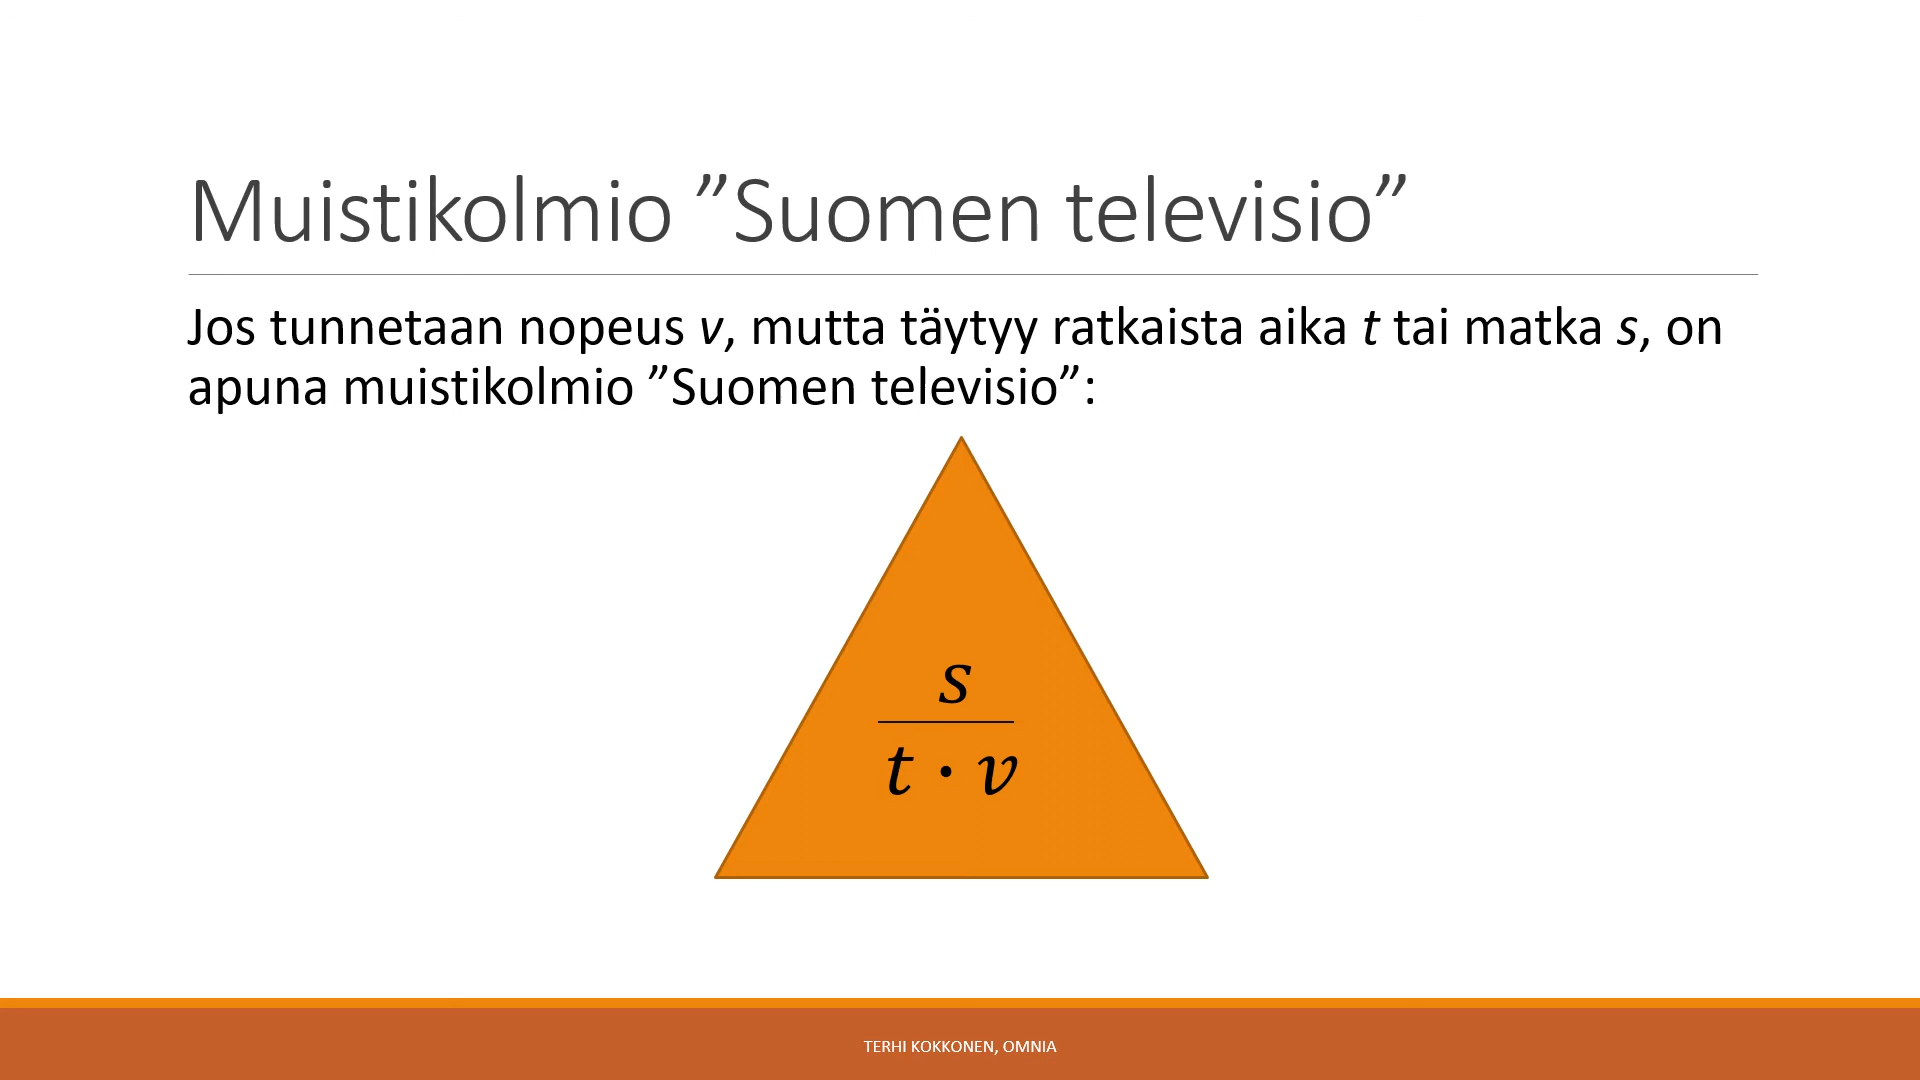 Muistikolmio ”Suomen televisio”
Jos tunnetaan nopeus v, mutta täytyy ratkaista aika t tai matka s, on
apuna muistikolmio ”Suomen televisio”:
s
t · v
TERHI KOKKONEN, OMNIA